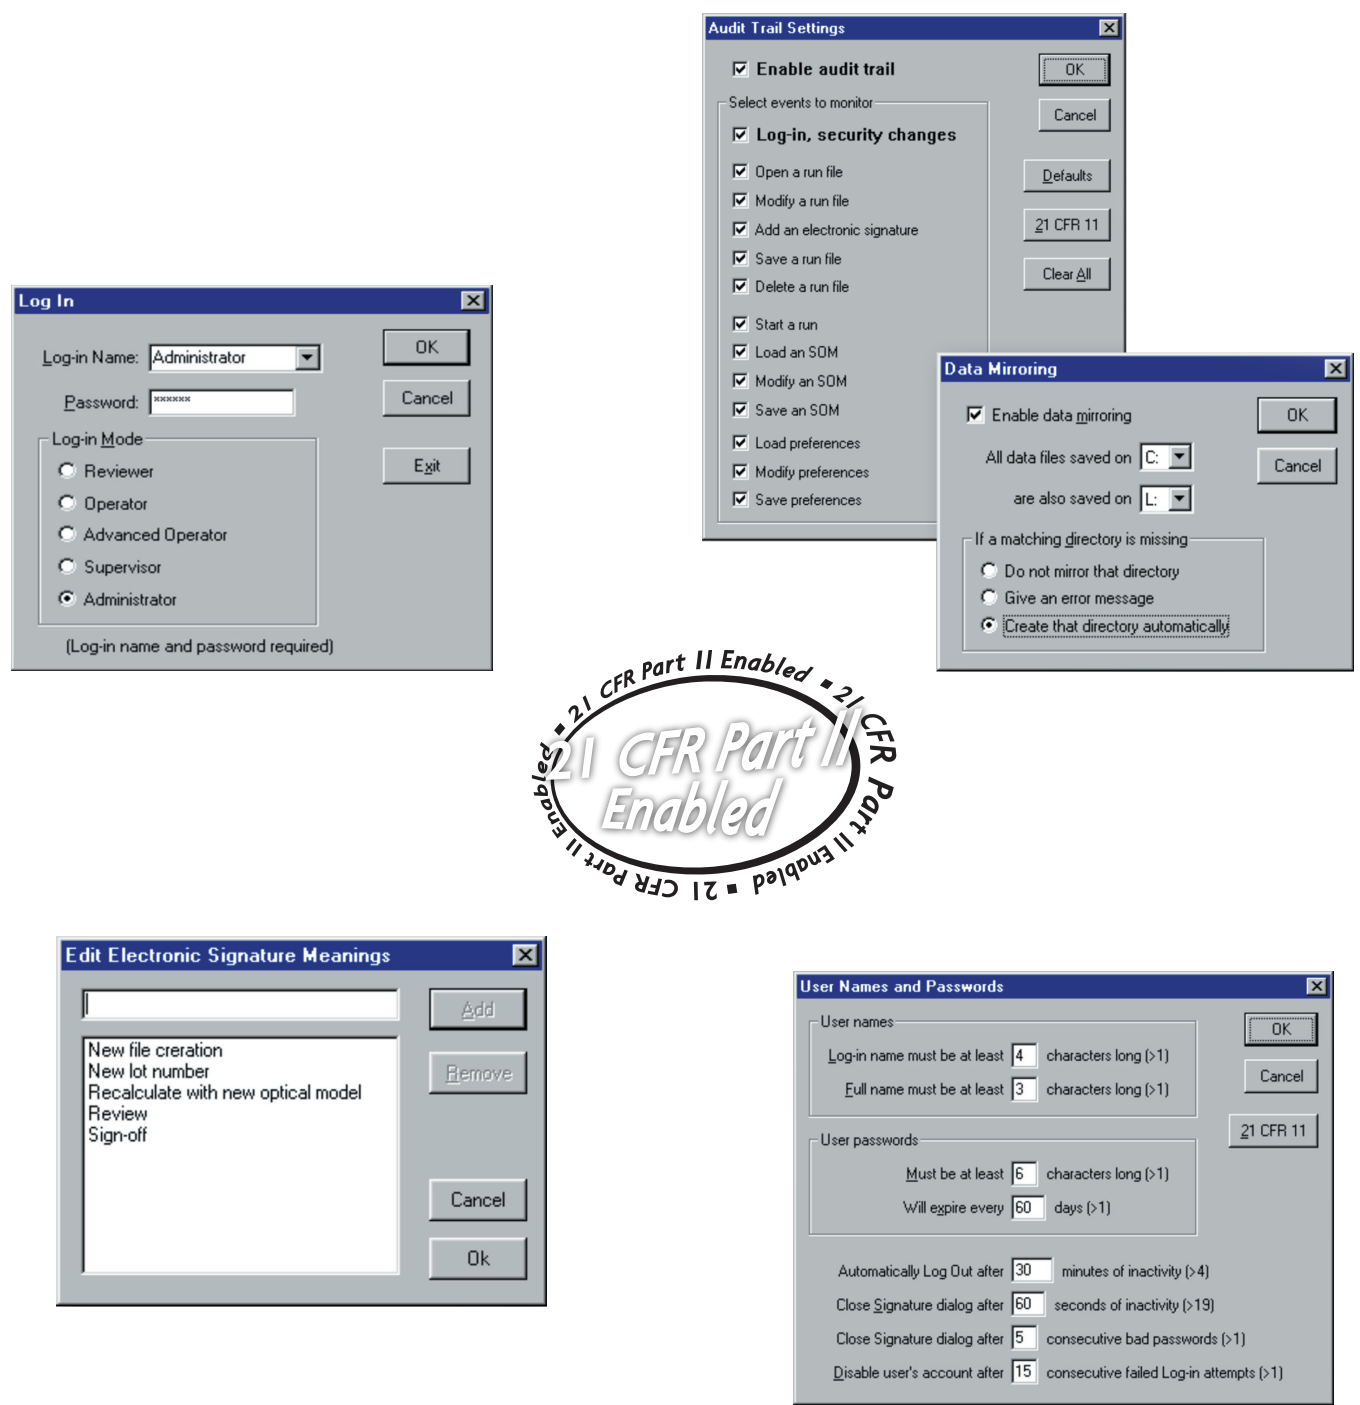 Audit Trail Settings
Enable audit trail
OK
Select events to monitor
Cancel
Log-in, security changes
Open a run file
Defaults
Modify a run file
Add an electronic signature
21 CFR 11
Save a run file
Clear All
Delete a run file
Start a run
Load an SOM
Modify an SOM
Save an SOM
Load preferences
Modify preferences
Save preferences
Log In
Log-in Name: Administrator
OK
Password: ××××××
Cancel
Log-in Mode
Reviewer
Exit
Operator
Advanced Operator
Supervisor
Administrator
(Log-in name and password required)
Data Mirroring
Enable data mirroring
OK
All data files saved on C:
Cancel
are also saved on L:
If a matching directory is missing
Do not mirror that directory
Give an error message
Create that directory automatically
21 CFR Part 11 Enabled ▪ 21 CFR Part 11 Enabled ▪ 21 CFR Part 11 Enabled ▪
21 CFR Part 11
Enabled
Edit Electronic Signature Meanings
Add
New file creration
New lot number
Recalculate with new optical model
Review
Sign-off
Remove
Cancel
Ok
User Names and Passwords
User names
OK
Log-in name must be at least 4 characters long (>1)
Cancel
Full name must be at least 3 characters long (>1)
21 CFR 11
User passwords
Must be at least 6 characters long (>1)
Will expire every 60 days (>1)
Automatically Log Out after 30 minutes of inactivity (>4)
Close Signature dialog after 60 seconds of inactivity (>19)
Close Signature dialog after 5 consecutive bad passwords (>1)
Disable user's account after 15 consecutive failed Log-in attempts (>1)